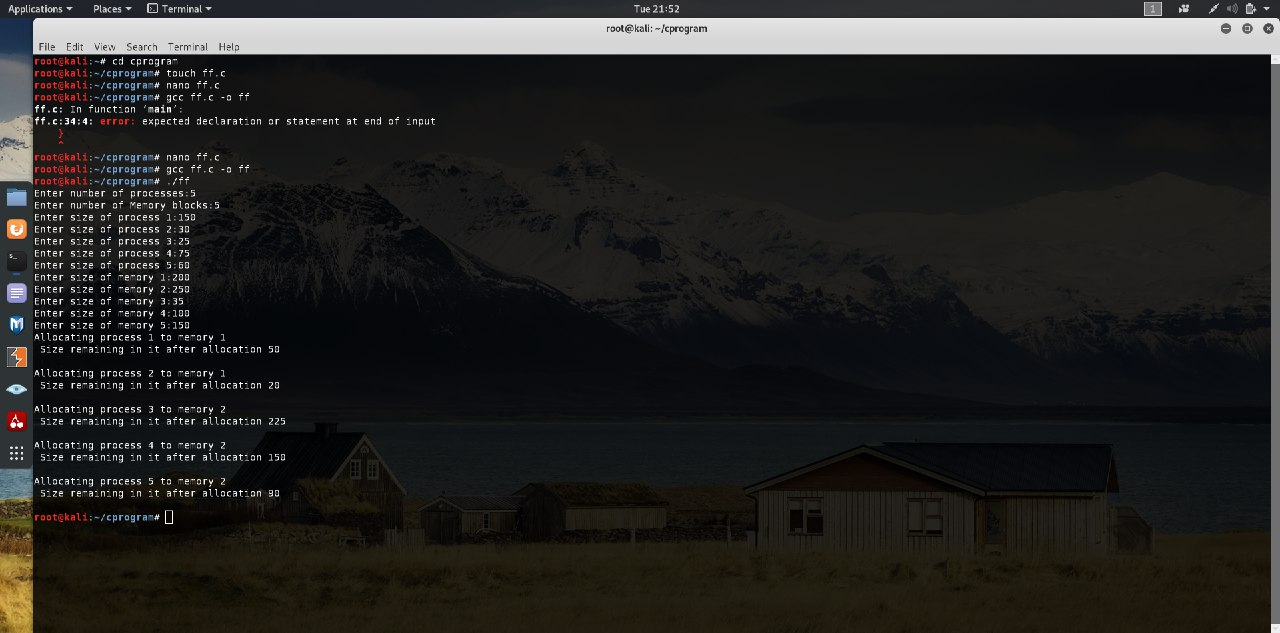 Applications Places Terminal Tue 21:52 1
root@kali: ~/cprogram
File Edit View Search Terminal Help
root@kali:~# cd cprogram
root@kali:~/cprogram# touch ff.c
root@kali:~/cprogram# nano ff.c
root@kali:~/cprogram# gcc ff.c -o ff
ff.c: In function ‘main’:
ff.c:34:4: error: expected declaration or statement at end of input
    }
    ^
root@kali:~/cprogram# nano ff.c
root@kali:~/cprogram# gcc ff.c -o ff
root@kali:~/cprogram# ./ff
Enter number of processes:5
Enter number of Memory blocks:5
Enter size of process 1:150
Enter size of process 2:30
Enter size of process 3:25
Enter size of process 4:75
Enter size of process 5:60
Enter size of memory 1:200
Enter size of memory 2:250
Enter size of memory 3:35
Enter size of memory 4:100
Enter size of memory 5:150
Allocating process 1 to memory 1
 Size remaining in it after allocation 50
Allocating process 2 to memory 1
 Size remaining in it after allocation 20
Allocating process 3 to memory 2
 Size remaining in it after allocation 225
Allocating process 4 to memory 2
 Size remaining in it after allocation 150
Allocating process 5 to memory 2
 Size remaining in it after allocation 90
root@kali:~/cprogram#